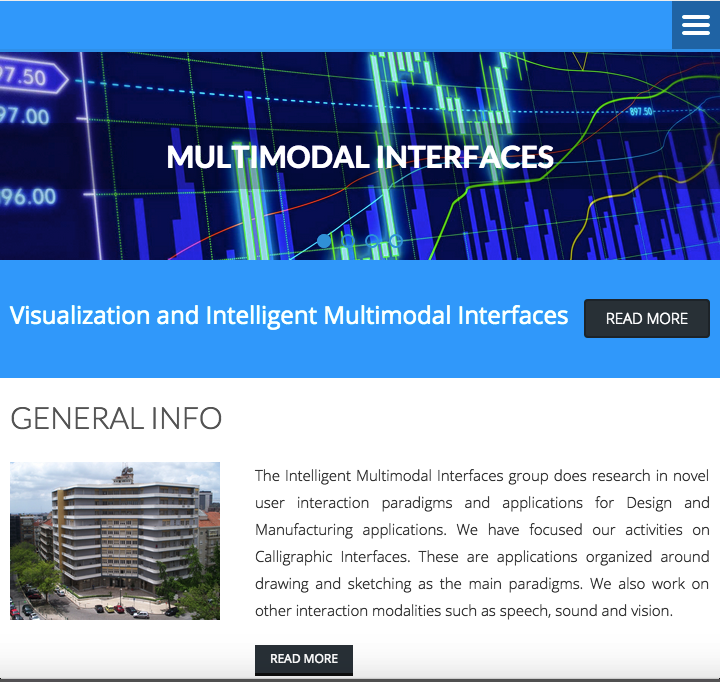 897.50
897.00
896.00
897.50
MULTIMODAL INTERFACES
Visualization and Intelligent Multimodal Interfaces
READ MORE
GENERAL INFO
The Intelligent Multimodal Interfaces group does research in novel
user interaction paradigms and applications for Design and
Manufacturing applications. We have focused our activities on
Calligraphic Interfaces. These are applications organized around
drawing and sketching as the main paradigms. We also work on
other interaction modalities such as speech, sound and vision.
READ MORE